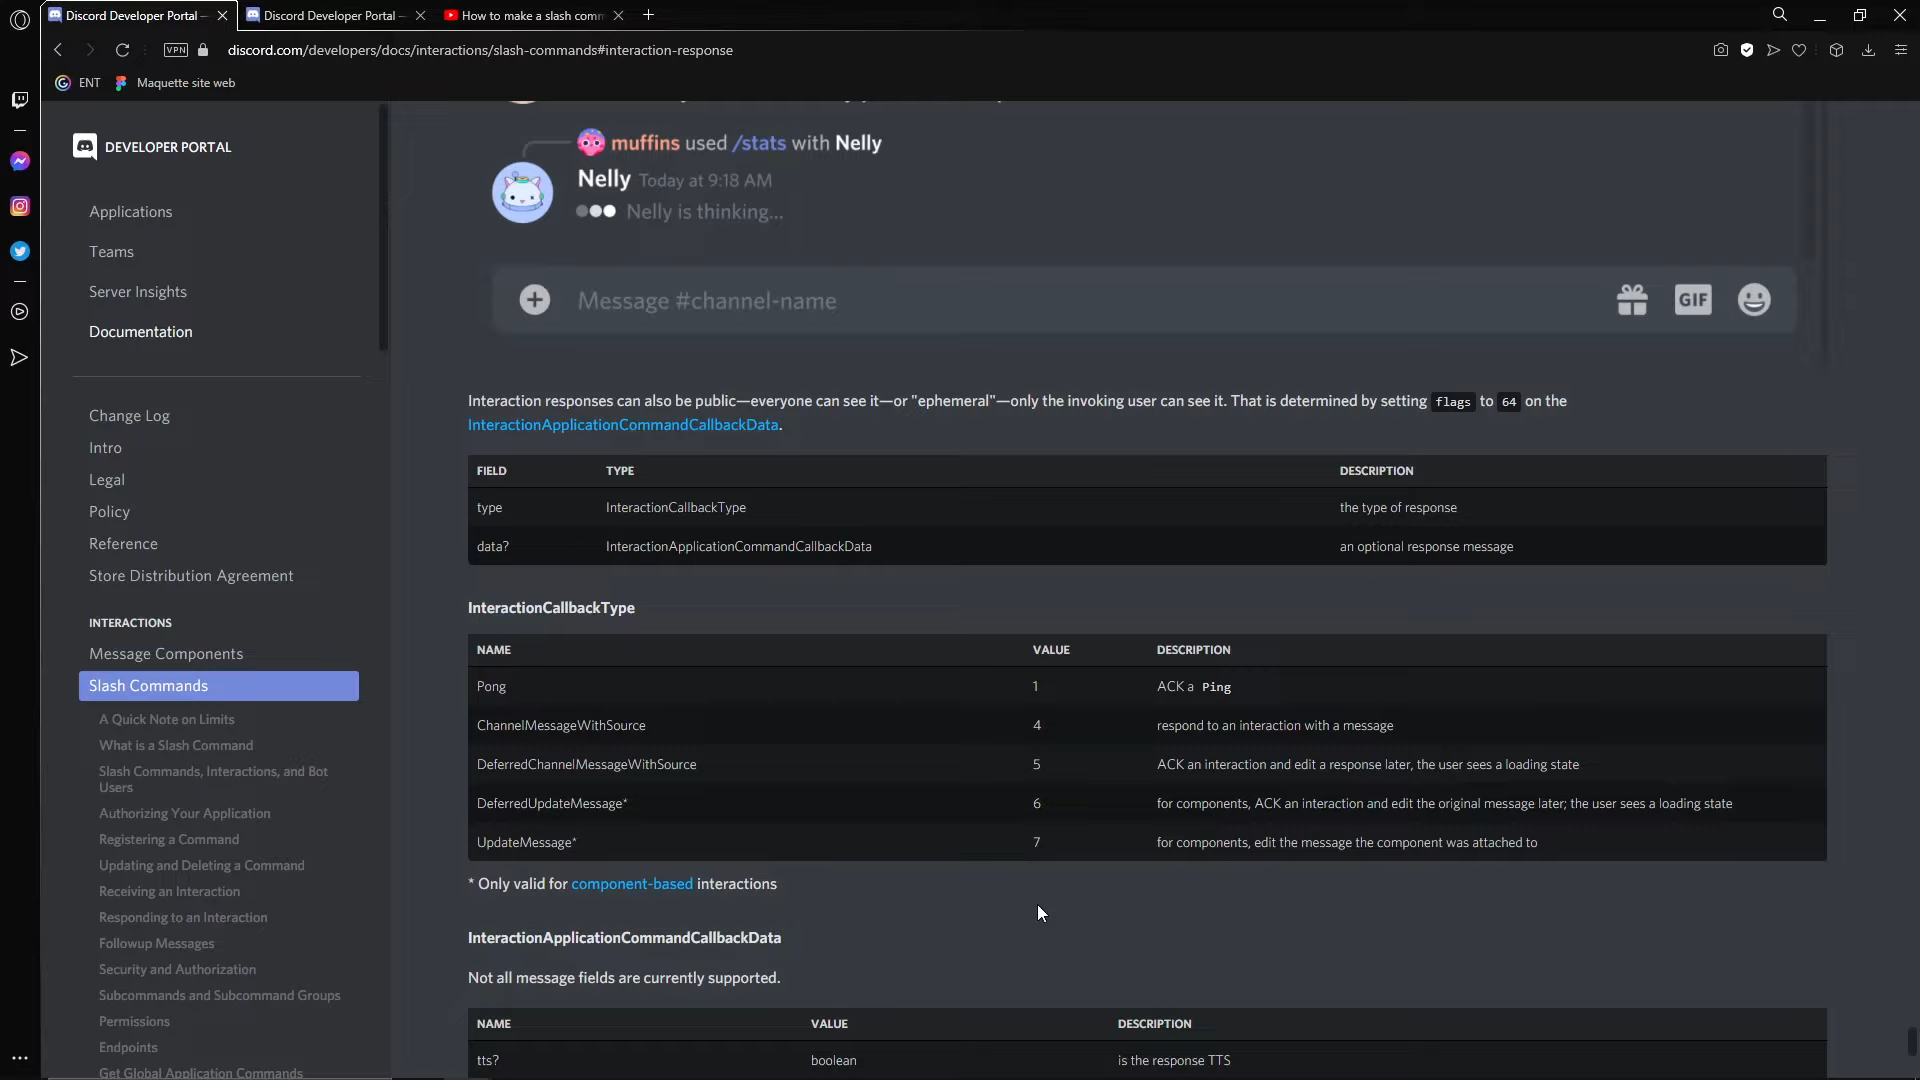 Discord Developer Portal —
Discord Developer Portal —
How to make a slash comm
VPN
discord.com/developers/docs/interactions/slash-commands#interaction-response
ENT
Maquette site web
DEVELOPER PORTAL
Applications
Teams
Server Insights
Documentation
Change Log
Intro
Legal
Policy
Reference
Store Distribution Agreement
INTERACTIONS
Message Components
Slash Commands
A Quick Note on Limits
What is a Slash Command
Slash Commands, Interactions, and Bot
Users
Authorizing Your Application
Registering a Command
Updating and Deleting a Command
Receiving an Interaction
Responding to an Interaction
Followup Messages
Security and Authorization
Subcommands and Subcommand Groups
Permissions
Endpoints
Get Global Application Commands
muffins used /stats with Nelly
Nelly Today at 9:18 AM
Nelly is thinking...
Message #channel-name
GIF
Interaction responses can also be public—everyone can see it—or "ephemeral"—only the invoking user can see it. That is determined by setting flags to 64 on the
InteractionApplicationCommandCallbackData.
FIELD TYPE DESCRIPTION
type InteractionCallbackType the type of response
data? InteractionApplicationCommandCallbackData an optional response message
InteractionCallbackType
NAME VALUE DESCRIPTION
Pong 1 ACK a Ping
ChannelMessageWithSource 4 respond to an interaction with a message
DeferredChannelMessageWithSource 5 ACK an interaction and edit a response later, the user sees a loading state
DeferredUpdateMessage* 6 for components, ACK an interaction and edit the original message later; the user sees a loading state
UpdateMessage* 7 for components, edit the message the component was attached to
* Only valid for component-based interactions
InteractionApplicationCommandCallbackData
Not all message fields are currently supported.
NAME VALUE DESCRIPTION
tts? boolean is the response TTS